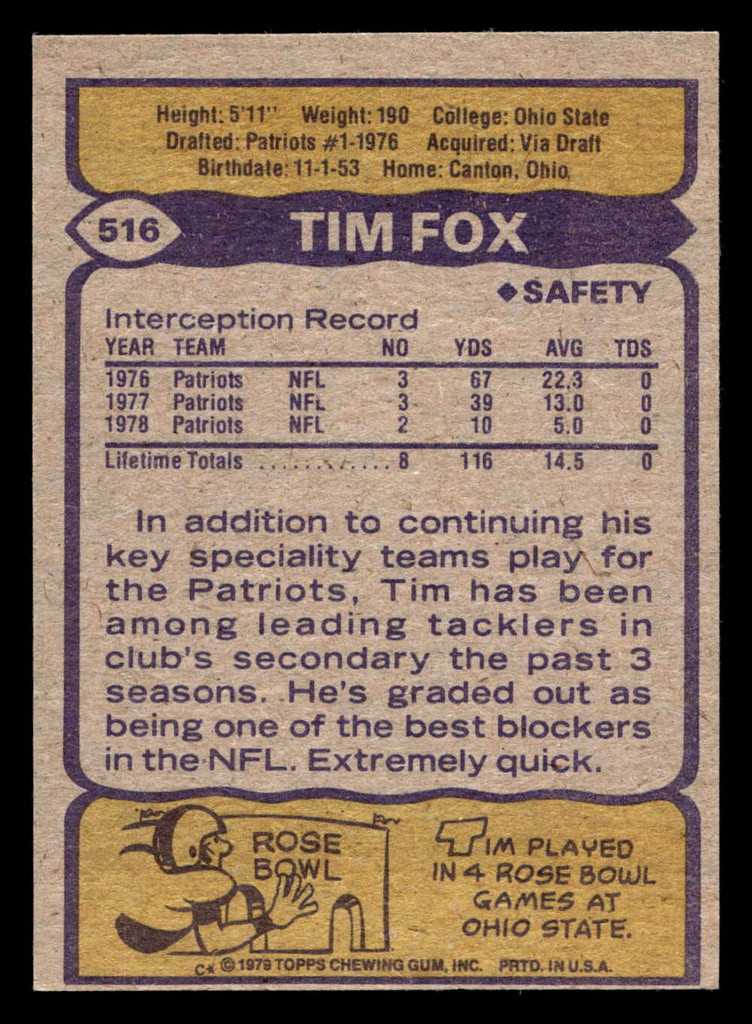 Height: 5'11" Weight: 190 College: Ohio State
Drafted: Patriots #1-1976 Acquired: Via Draft
Birthdate: 11-1-53 Home: Canton, Ohio
516 TIM FOX
◆SAFETY
Interception Record
YEAR TEAM NO YDS AVG TDS
1976 Patriots NFL 3 67 22.3 0
1977 Patriots NFL 3 39 13.0 0
1978 Patriots NFL 2 10 5.0 0
Lifetime Totals ............ 8 116 14.5 0
In addition to continuing his
key speciality teams play for
the Patriots, Tim has been
among leading tacklers in
club's secondary the past 3
seasons. He's graded out as
being one of the best blockers
in the NFL. Extremely quick.
ROSE
BOWL
TIM PLAYED
IN 4 ROSE BOWL
GAMES AT
OHIO STATE.
C* © 1979 TOPPS CHEWING GUM, INC. PRTD. IN U.S.A.